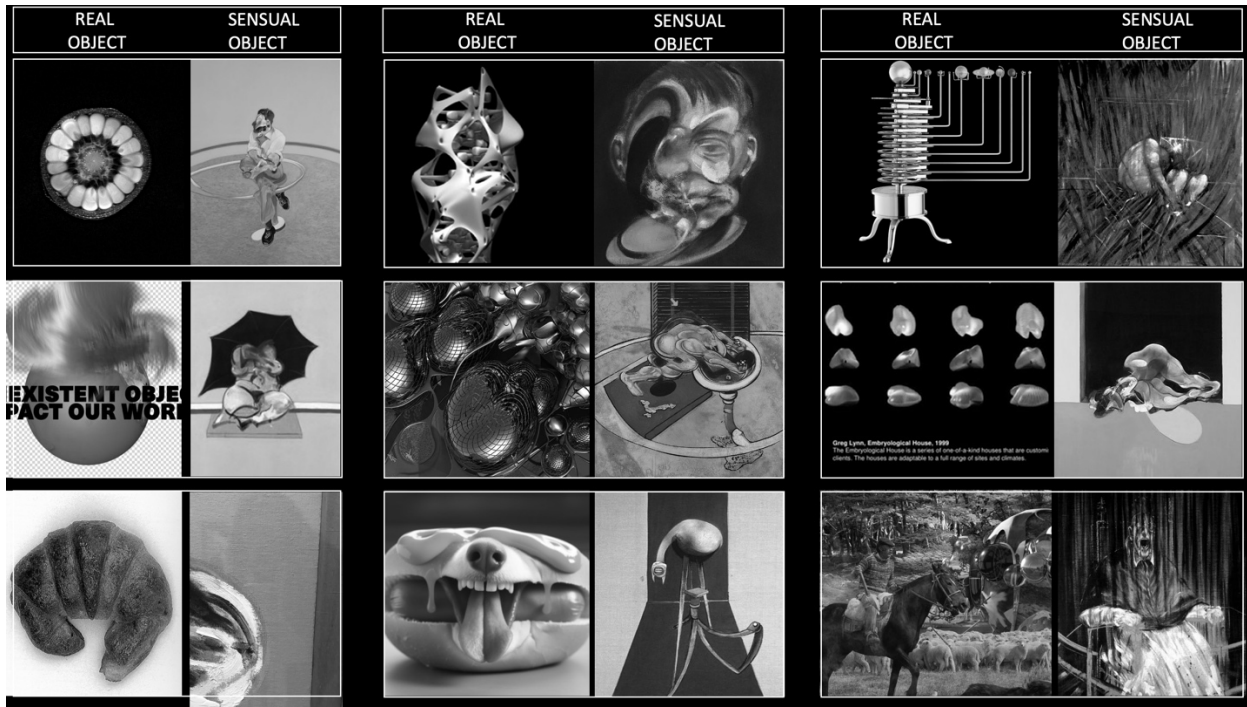 REAL
OBJECT
SENSUAL
OBJECT
REAL
OBJECT
SENSUAL
OBJECT
REAL
OBJECT
SENSUAL
OBJECT
EXISTENT OBJE
PACT OUR WOR
Greg Lynn, Embryological House, 1999
The Embryological House is a series of one-of-a-kind houses that are customi
clients. The houses are adaptable to a full range of sites and climates.